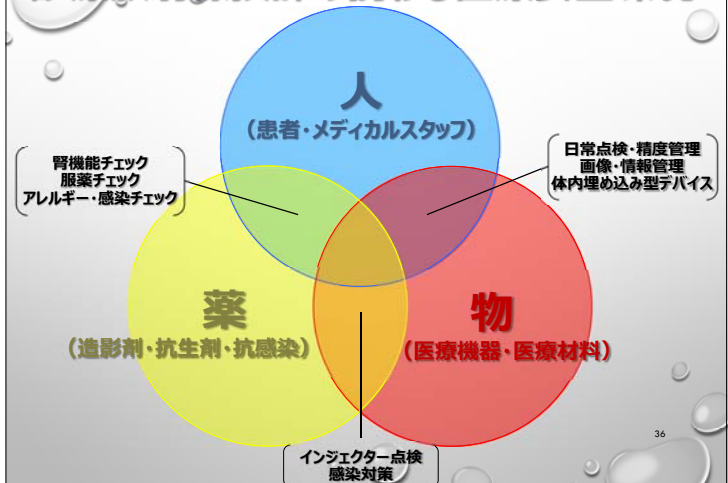 人
（患者・メディカルスタッフ）
腎機能チェック
服薬チェック
アレルギー・感染チェック
日常点検・精度管理
画像・情報管理
体内埋め込み型デバイス
薬
（造影剤・抗生剤・抗感染）
物
（医療機器・医療材料）
インジェクター点検
感染対策
36